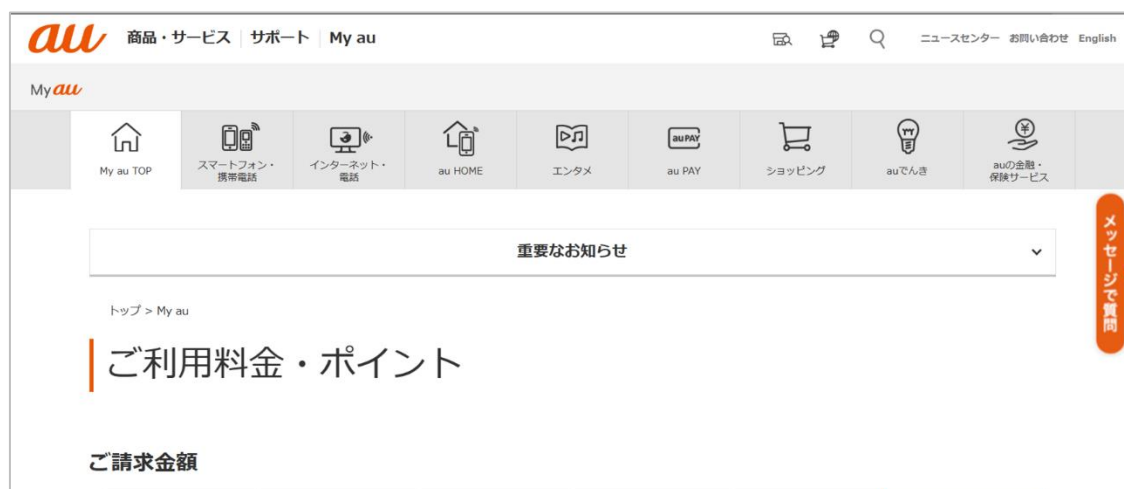 au 商品・サービス サポート My au ニュースセンター お問い合わせ English
My au
My au TOP
スマートフォン・
携帯電話
インターネット・
電話
au HOME
エンタメ
au PAY
au PAY
ショッピング
auでんき
auの金融・
保険サービス
メッセージで質問
重要なお知らせ
トップ > My au
ご利用料金・ポイント
ご請求金額